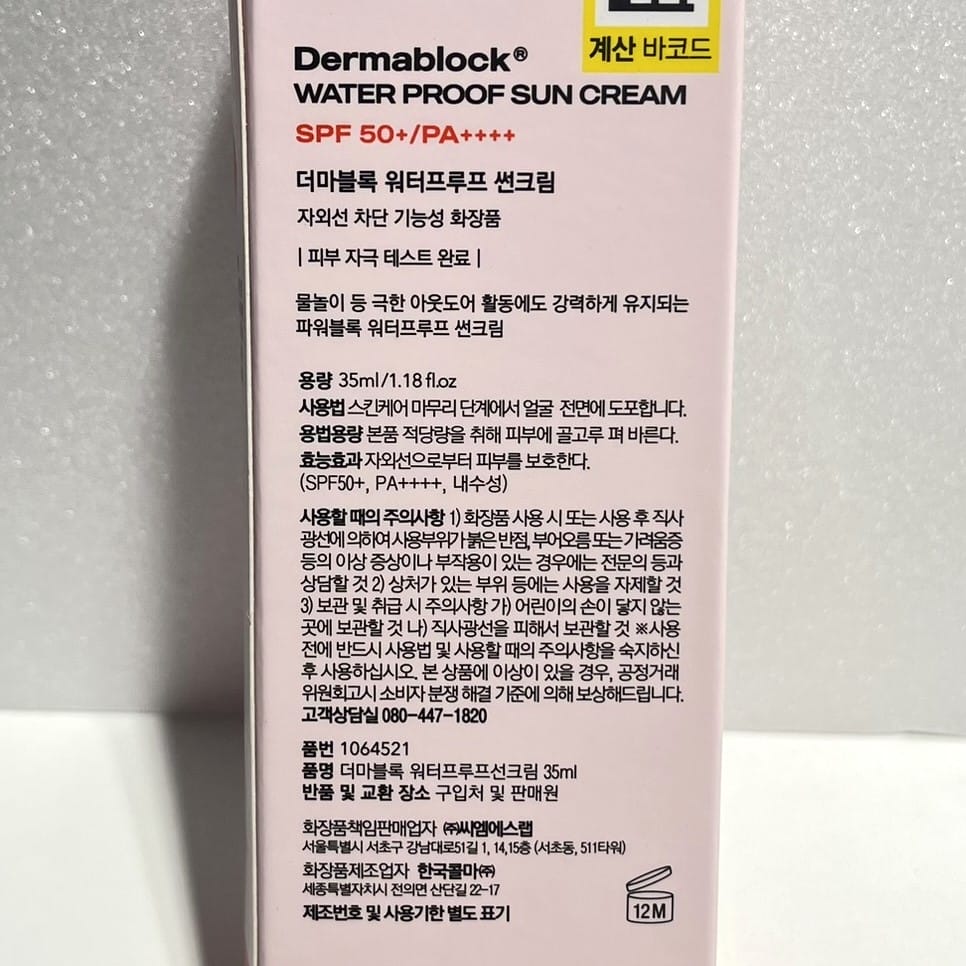 계산 바코드
Dermablock®
WATER PROOF SUN CREAM
SPF 50+/PA++++
더마블록 워터프루프 썬크림
자외선 차단 기능성 화장품
| 피부 자극 테스트 완료 |
물놀이 등 극한 아웃도어 활동에도 강력하게 유지되는
파워블록 워터프루프 썬크림
용량 35ml/1.18 fl.oz
사용법 스킨케어 마무리 단계에서 얼굴 전면에 도포합니다.
용법용량 본품 적당량을 취해 피부에 골고루 펴 바른다.
효능효과 자외선으로부터 피부를 보호한다.
(SPF50+, PA++++, 내수성)
사용할 때의 주의사항 1) 화장품 사용 시 또는 사용 후 직사
광선에 의하여 사용부위가 붉은 반점, 부어오름 또는 가려움증
등의 이상 증상이나 부작용이 있는 경우에는 전문의 등과
상담할 것 2) 상처가 있는 부위 등에는 사용을 자제할 것
3) 보관 및 취급 시 주의사항 가) 어린이의 손이 닿지 않는
곳에 보관할 것 나) 직사광선을 피해서 보관할 것 ※사용
전에 반드시 사용법 및 사용할 때의 주의사항을 숙지하신
후 사용하십시오. 본 상품에 이상이 있을 경우, 공정거래
위원회고시 소비자 분쟁 해결 기준에 의해 보상해드립니다.
고객상담실 080-447-1820
품번 1064521
품명 더마블록 워터프루프선크림 35ml
반품 및 교환 장소 구입처 및 판매원
화장품책임판매업자 ㈜씨엠에스랩
서울특별시 서초구 강남대로51길 1, 14,15층 (서초동, 511타워)
화장품제조업자 한국콜마㈜
세종특별자치시 전의면 산단길 22-17
제조번호 및 사용기한 별도 표기
12M